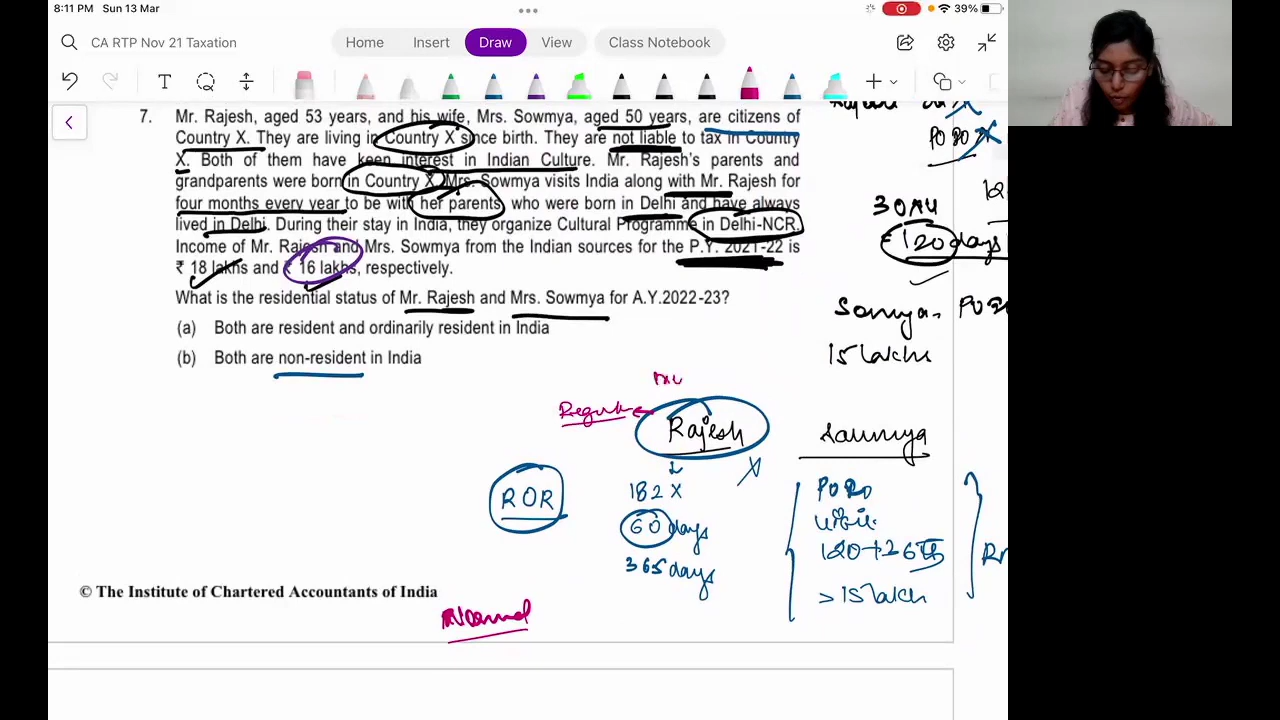 8:11 PM Sun 13 Mar
39%
CA RTP Nov 21 Taxation
Home Insert Draw View Class Notebook
T
7. Mr. Rajesh, aged 53 years, and his wife, Mrs. Sowmya, aged 50 years, are citizens of
Country X. They are living in Country X since birth. They are not liable to tax in Country
X. Both of them have keen interest in Indian Culture. Mr. Rajesh's parents and
grandparents were born in Country X. Mrs. Sowmya visits India along with Mr. Rajesh for
four months every year to be with her parents, who were born in Delhi and have always
lived in Delhi. During their stay in India, they organize Cultural Programme in Delhi-NCR.
Income of Mr. Rajesh and Mrs. Sowmya from the Indian sources for the P.Y. 2021-22 is
₹ 18 lakhs and ₹ 16 lakhs, respectively.
What is the residential status of Mr. Rajesh and Mrs. Sowmya for A.Y.2022-23?
(a) Both are resident and ordinarily resident in India
(b) Both are non-resident in India
X
120 days
15 lakhs
Rajesh
ROR
182 X
60 days
365 days
X
> 15 lakh
Normal
© The Institute of Chartered Accountants of India